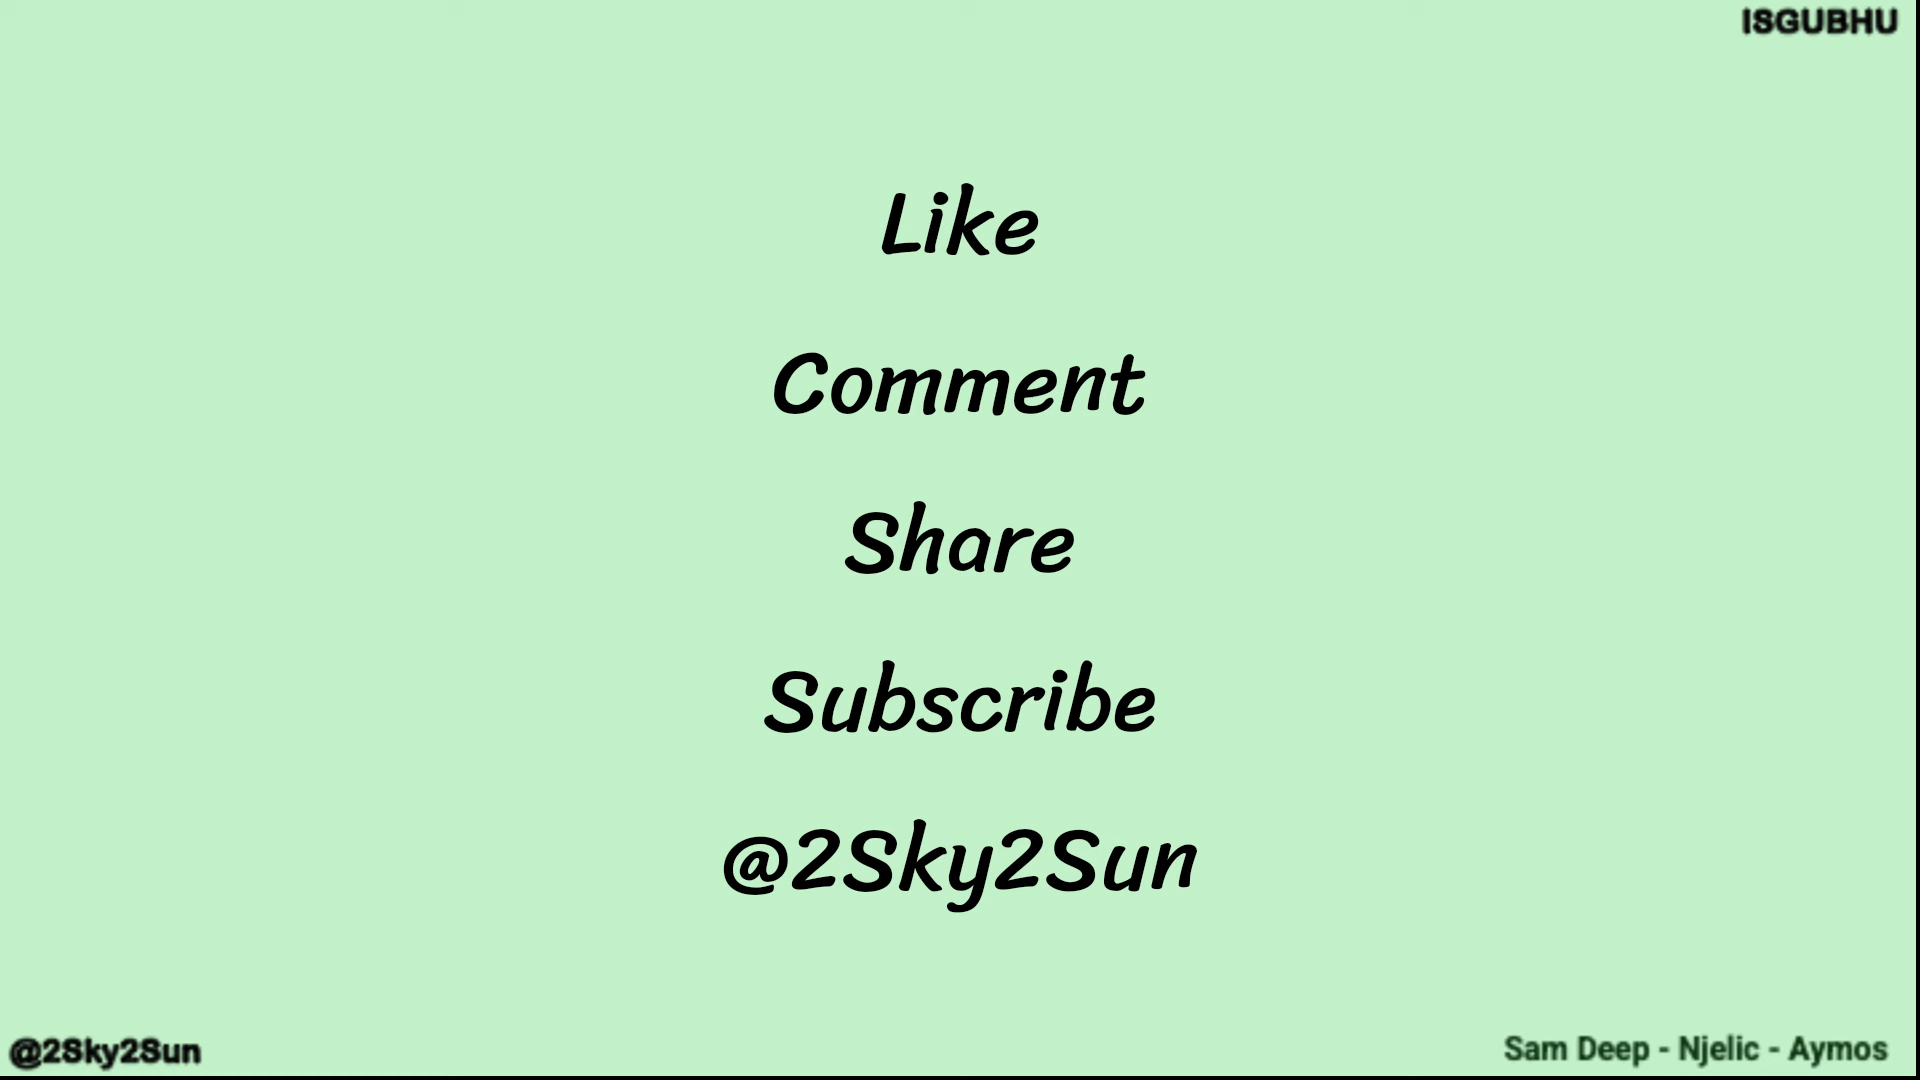 ISGUBHU
Like
Comment
Share
Subscribe
@2Sky2Sun
@2Sky2Sun
Sam Deep - Njelic - Aymos